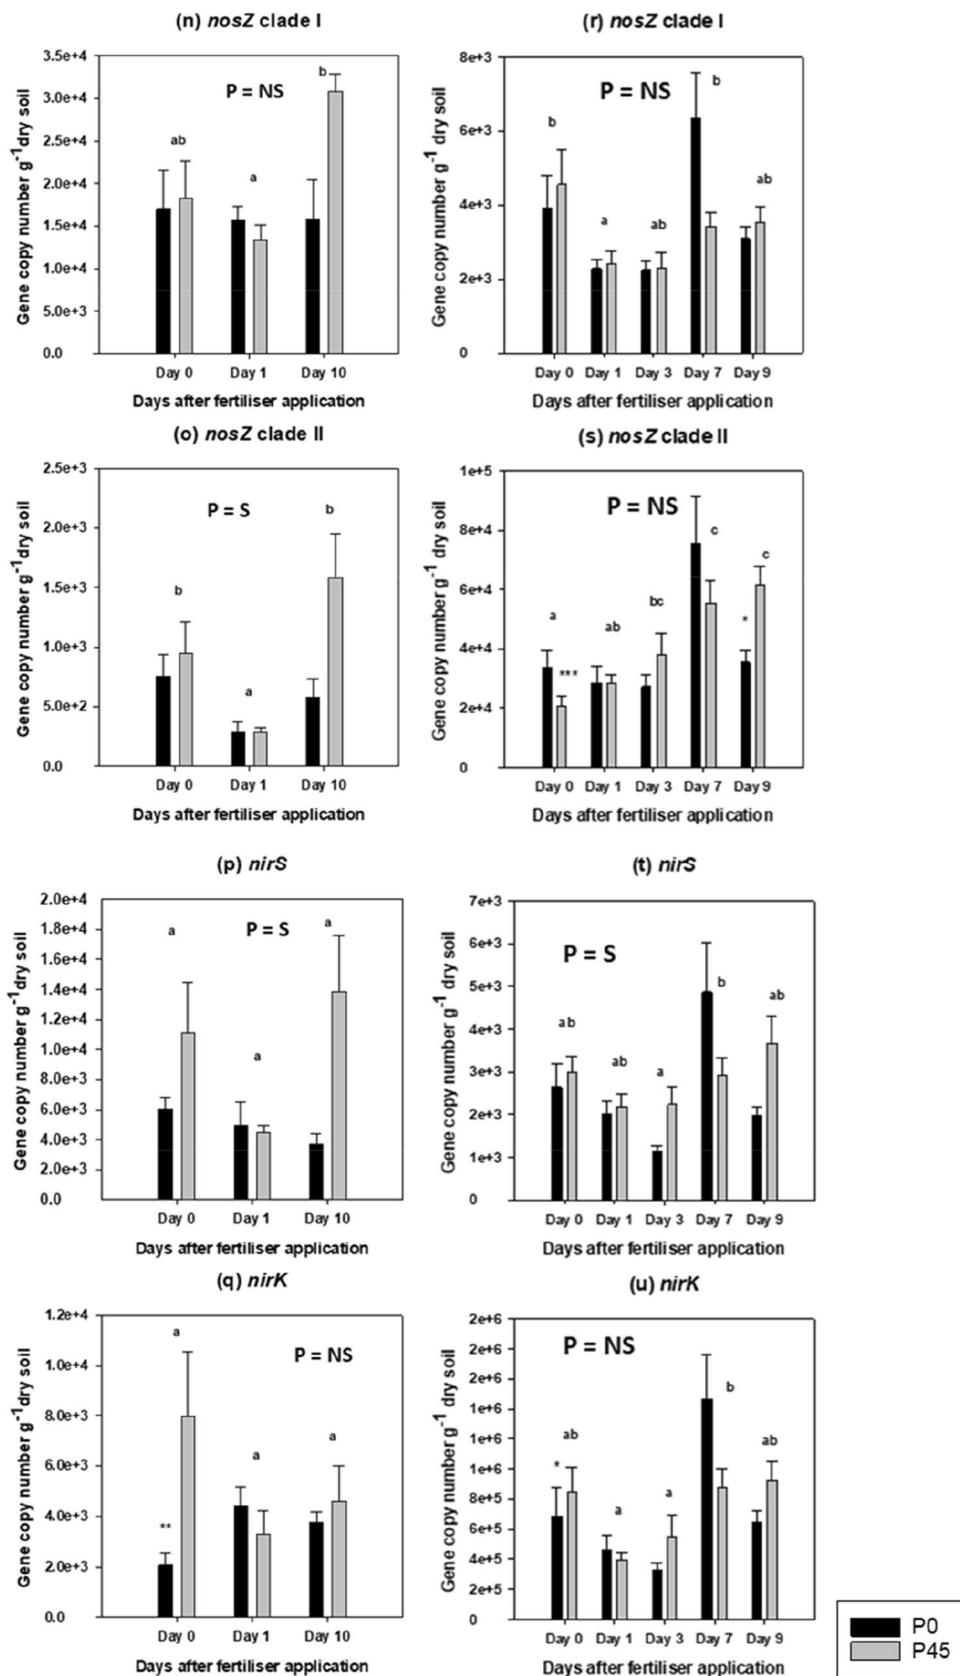 (n) nosZ clade I
Gene copy number g-1dry soil
3.5e+4
3.0e+4
2.5e+4
2.0e+4
1.5e+4
1.0e+4
5.0e+3
0.0
P = NS
ab
a
b
Day 0
Day 1
Day 10
Days after fertiliser application
(r) nosZ clade I
Gene copy number g-1 dry soil
8e+3
6e+3
4e+3
2e+3
0
P = NS
b
a
ab
b
ab
Day 0
Day 1
Day 3
Day 7
Day 9
Days after fertiliser application
(o) nosZ clade II
Gene copy number g-1dry soil
2.5e+3
2.0e+3
1.5e+3
1.0e+3
5.0e+2
0.0
P = S
b
a
b
Day 0
Day 1
Day 10
Days after fertiliser application
(s) nosZ clade II
Gene copy number g-1 dry soil
1e+5
8e+4
6e+4
4e+4
2e+4
0
P = NS
a
***
ab
bc
c
*
c
Day 0
Day 1
Day 3
Day 7
Day 9
Days after fertiliser application
(p) nirS
Gene copy number g-1dry soil
2.0e+4
1.8e+4
1.6e+4
1.4e+4
1.2e+4
1.0e+4
8.0e+3
6.0e+3
4.0e+3
2.0e+3
0.0
P = S
a
a
a
Day 0
Day 1
Day 10
Days after fertiliser application
(t) nirS
Gene copy number g-1 dry soil
7e+3
6e+3
5e+3
4e+3
3e+3
2e+3
1e+3
0
P = S
ab
ab
a
b
ab
Day 0
Day 1
Day 3
Day 7
Day 9
Days after fertiliser application
(q) nirK
Gene copy number g-1 dry soil
1.2e+4
1.0e+4
8.0e+3
6.0e+3
4.0e+3
2.0e+3
0.0
P = NS
**
a
a
a
Day 0
Day 1
Day 10
Days after fertiliser application
(u) nirK
Gene copy number g-1 dry soil
2e+6
2e+6
1e+6
1e+6
1e+6
8e+5
6e+5
4e+5
2e+5
0
P = NS
*
ab
a
a
b
ab
Day 0
Day 1
Day 3
Day 7
Day 9
Days after fertiliser application
P0
P45